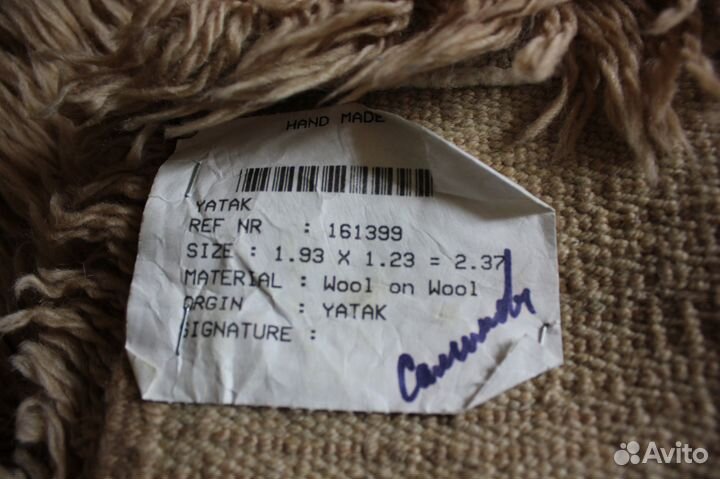 HAND MADE
YATAK
REF NR : 161399
SIZE : 1.93 X 1.23 = 2.37
MATERIAL : Wool on Wool
ORGIN : YATAK
SIGNATURE :
Avito